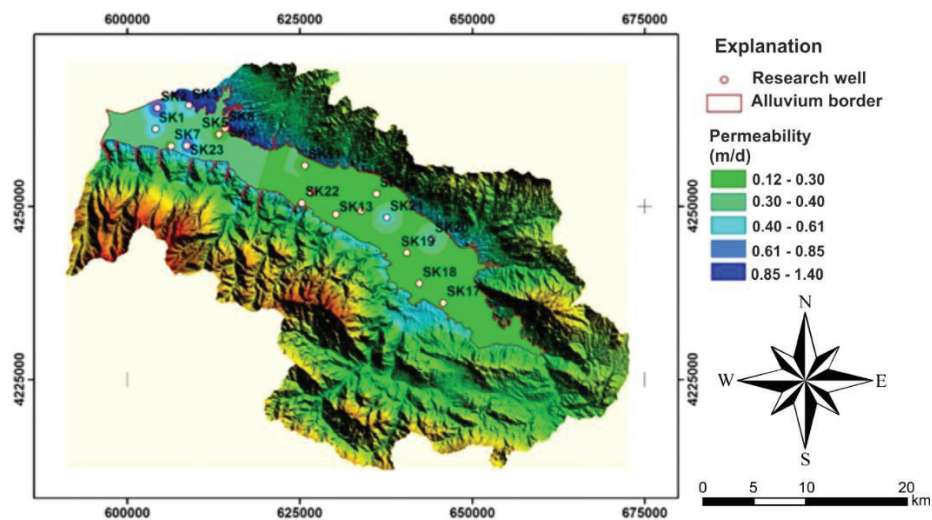 600000 625000 650000 675000
Explanation
Research well
Alluvium border
Permeability
(m/d)
0.12 - 0.30
0.30 - 0.40
0.40 - 0.61
0.61 - 0.85
0.85 - 1.40
SK2
SK3
SK1
SK5
SK7
SK23
SK22
SK13
SK21
SK20
SK19
SK18
SK17
4250000 4250000
4225000 4225000
N
W E
S
0 5 10 20
km
600000 625000 650000 675000